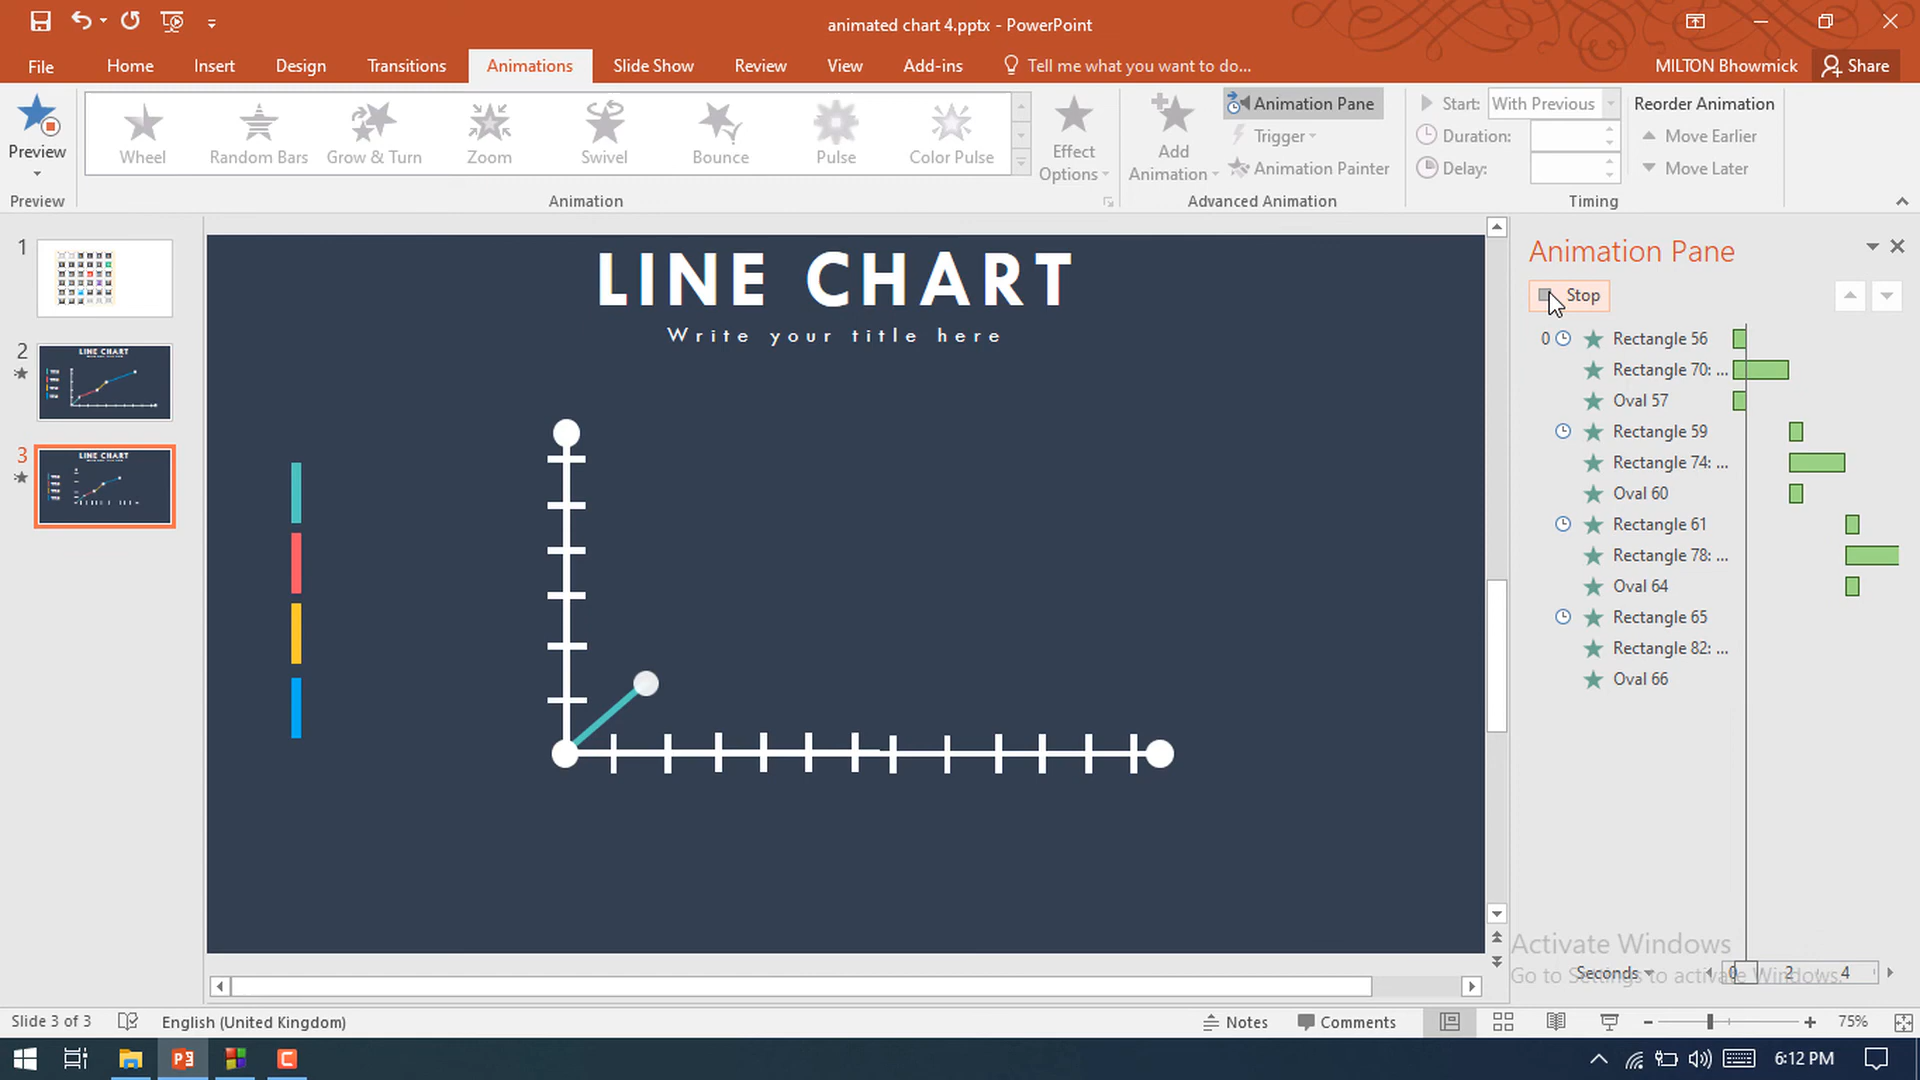 animated chart 4.pptx - PowerPoint
File Home Insert Design Transitions Animations Slide Show Review View Add-ins Tell me what you want to do... MILTON Bhowmick Share
Preview
Wheel Random Bars Grow & Turn Zoom Swivel Bounce Pulse Color Pulse
Effect Options
Add Animation
Animation Pane
Trigger
Animation Painter
Start: With Previous
Duration:
Delay:
Reorder Animation
Move Earlier
Move Later
Preview Animation Advanced Animation Timing
1
2
LINE CHART
3
LINE CHART
LINE CHART
Write your title here
Animation Pane
Stop
0 Rectangle 56
Rectangle 70: ...
Oval 57
Rectangle 59
Rectangle 74: ...
Oval 60
Rectangle 61
Rectangle 78: ...
Oval 64
Rectangle 65
Rectangle 82: ...
Oval 66
Activate Windows
Go to Settings to activate Windows.
Seconds 0 2 4
Slide 3 of 3 English (United Kingdom) Notes Comments 75%
6:12 PM